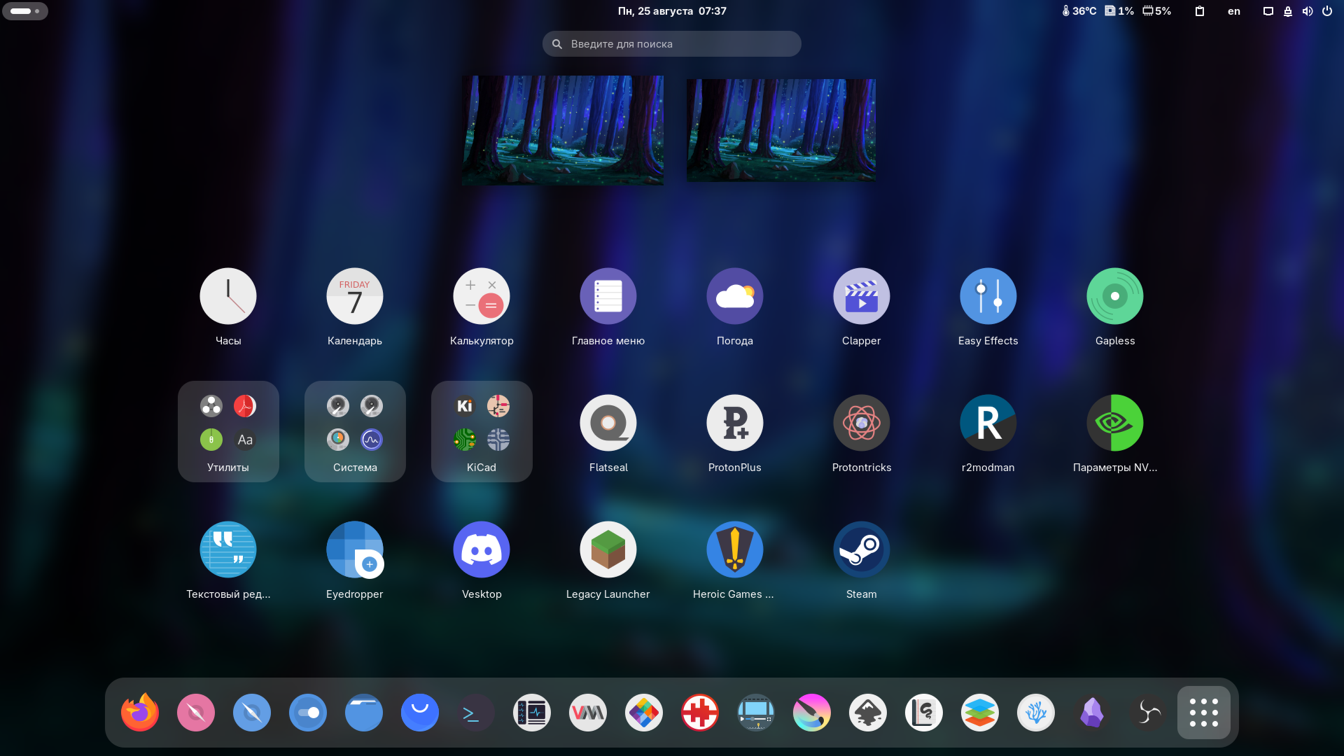 Пн, 25 августа 07:37
36°C 1% 5% en
Введите для поиска
FRIDAY
7
Часы Календарь Калькулятор Главное меню Погода Clapper Easy Effects Gapless
Ki
Aa
Утилиты Система KiCad Flatseal ProtonPlus Protontricks r2modman Параметры NV...
Текстовый ред... Eyedropper Vesktop Legacy Launcher Heroic Games ... Steam